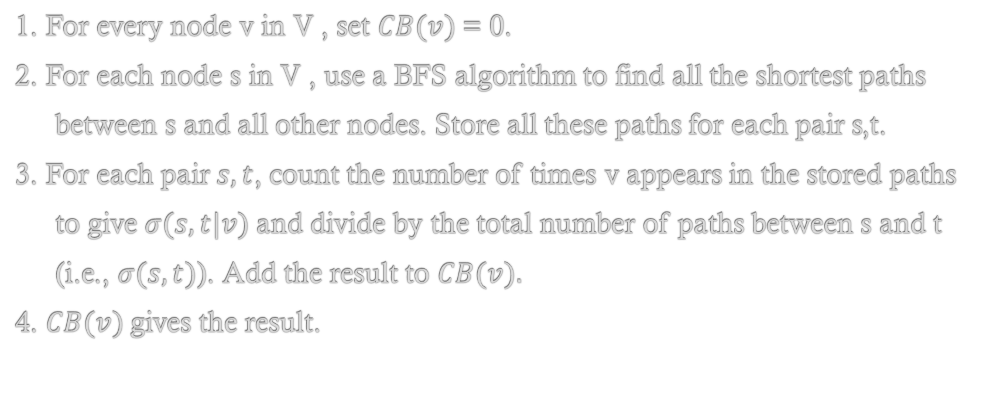 1. For every node v in V , set CB(v) = 0.
2. For each node s in V , use a BFS algorithm to find all the shortest paths
between s and all other nodes. Store all these paths for each pair s,t.
3. For each pair s, t, count the number of times v appears in the stored paths
to give σ(s, t|v) and divide by the total number of paths between s and t
(i.e., σ(s, t)). Add the result to CB(v).
4. CB(v) gives the result.